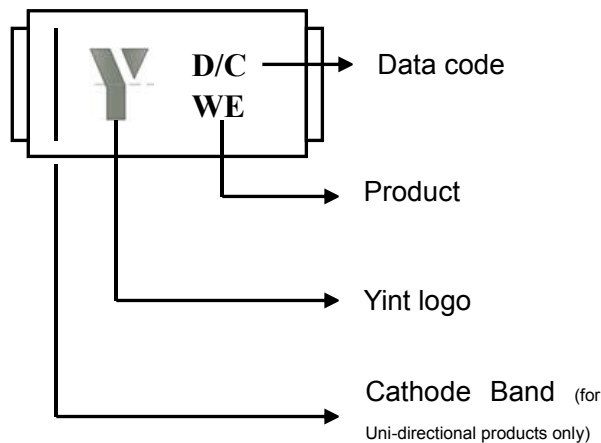 D/C
WE
Data code
Product
Yint logo
Cathode Band (for
Uni-directional products only)